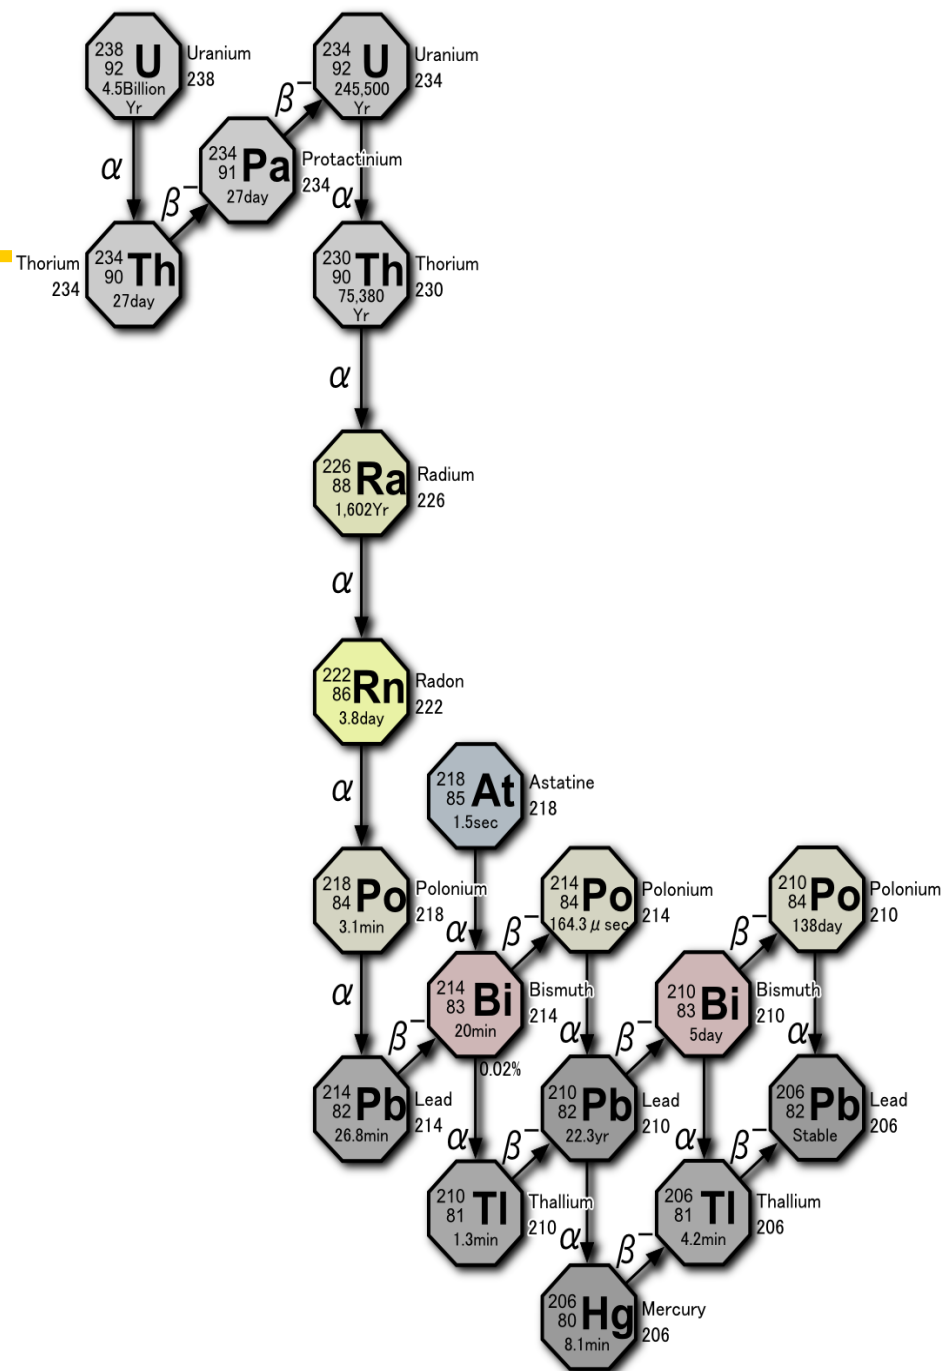 238
92
U
4.5Billion
Yr
Uranium
238
α
234
90
Th
27day
Thorium
234
β−
234
91
Pa
27day
Protactinium
234
β−
234
92
U
245,500
Yr
Uranium
234
α
230
90
Th
75,380
Yr
Thorium
230
α
226
88
Ra
1,602Yr
Radium
226
α
222
86
Rn
3.8day
Radon
222
α
218
84
Po
3.1min
Polonium
218
α
218
85
At
1.5sec
Astatine
218
α
214
82
Pb
26.8min
Lead
214
β−
214
83
Bi
20min
Bismuth
214
0.02%
β−
214
84
Po
164.3 μ sec
Polonium
214
α
α
210
81
Tl
1.3min
Thallium
210
β−
210
82
Pb
22.3yr
Lead
210
β−
210
83
Bi
5day
Bismuth
210
β−
210
84
Po
138day
Polonium
210
α
α
206
80
Hg
8.1min
Mercury
206
β−
α
206
81
Tl
4.2min
Thallium
206
β−
206
82
Pb
Stable
Lead
206